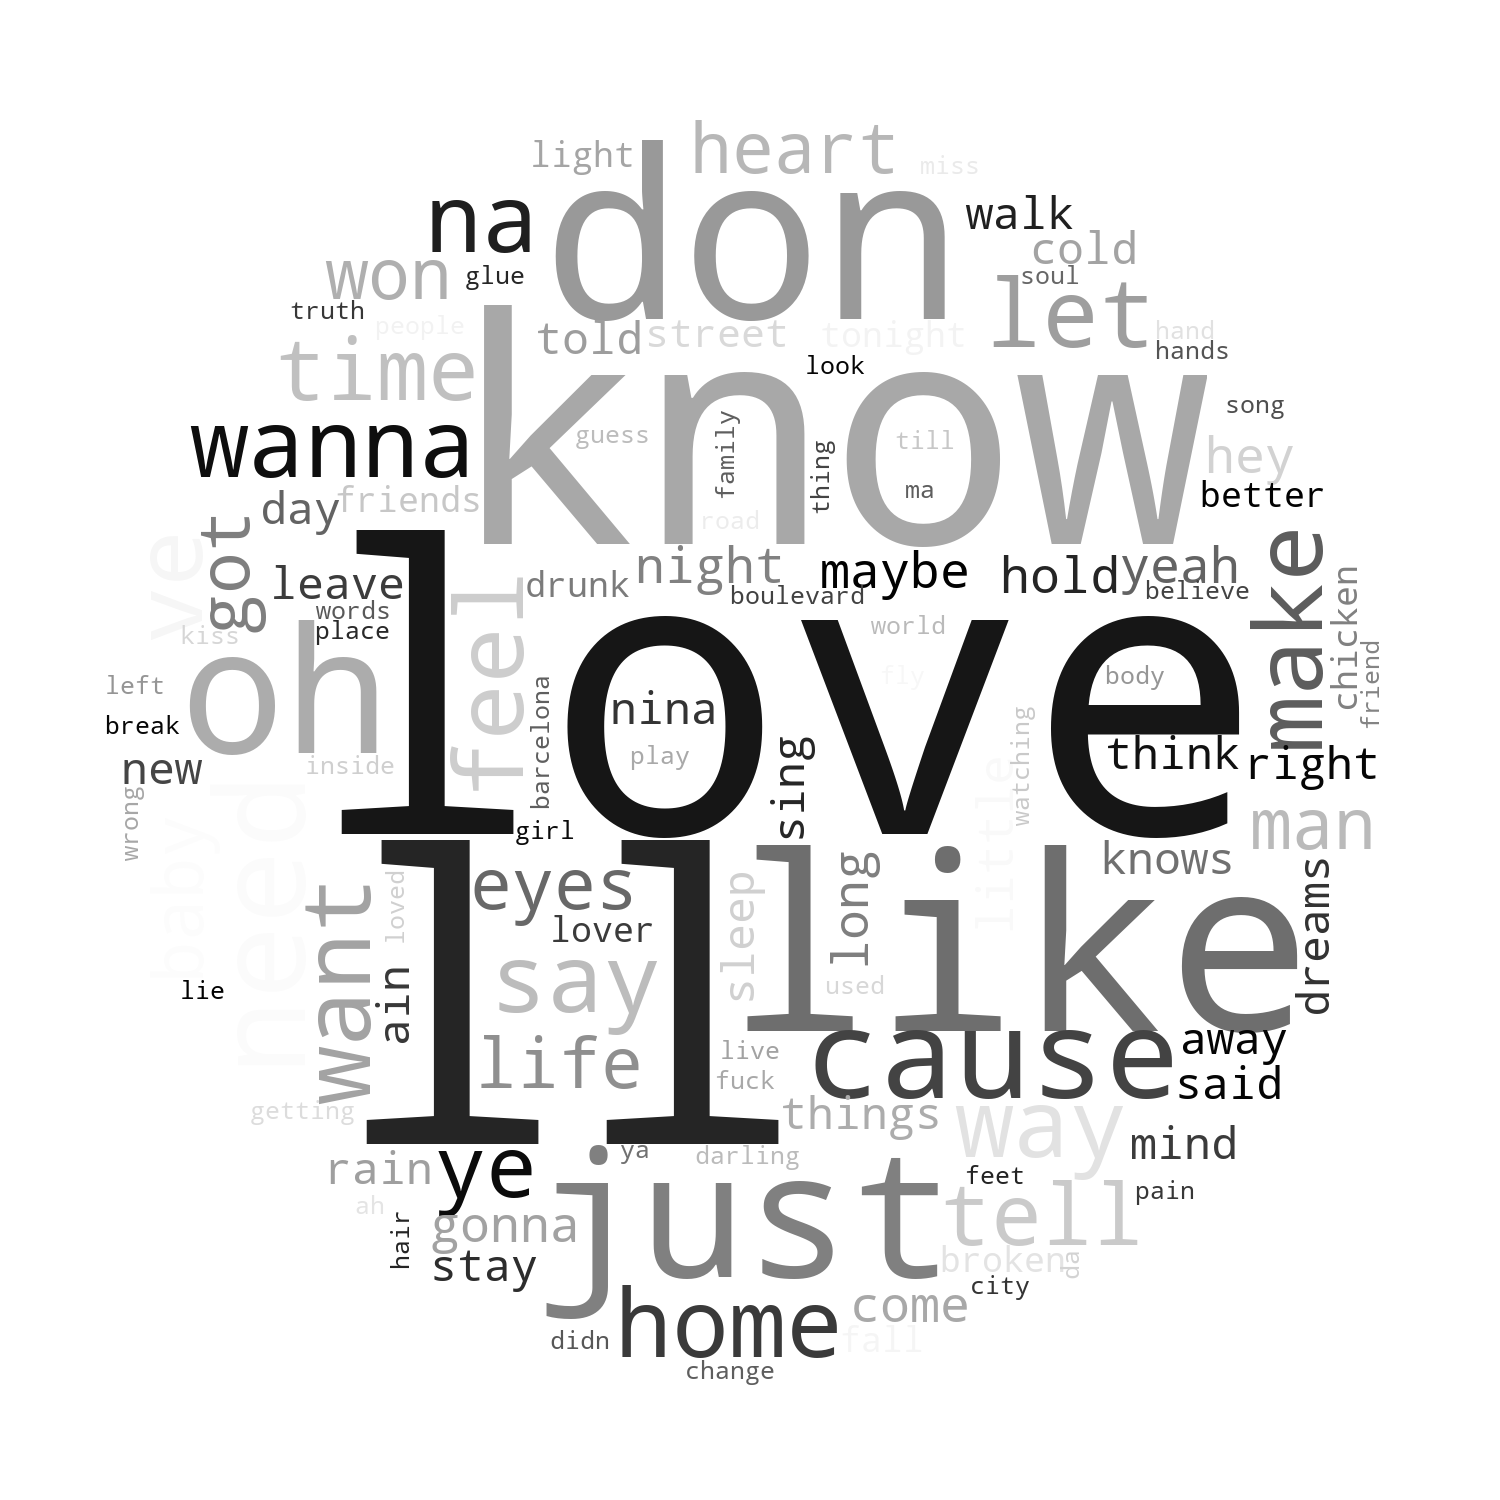 light
heart
miss
don
na
walk
won
glue
cold
soul
let
truth
people
told
street
tonight
hand
hands
time
know
look
wanna
guess
family
thing
till
song
hey
day
friends
road
ma
better
got
ve
love
leave
feel
drunk
night
maybe
hold
yeah
make
boulevard
believe
chicken
words
place
kiss
oh
world
friend
left
nina
fly
body
break
barcelona
play
watching
think
right
new
inside
sing
little
wrong
need
girl
man
baby
ll
like
knows
want
loved
eyes
sleep
long
dreams
lover
lie
ain
say
used
life
live
cause
away
fuck
said
getting
things
way
mind
rain
ye
ya
darling
just
feet
pain
ah
hair
gonna
tell
stay
broken
da
home
come
city
didn
fall
change